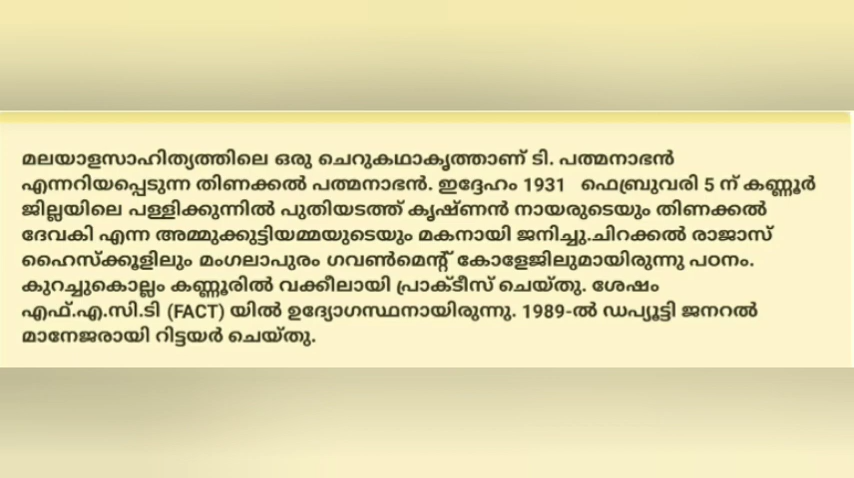 മലയാളസാഹിത്യത്തിലെ ഒരു ചെറുകഥാകൃത്താണ് ടി. പത്മനാഭൻ
എന്നറിയപ്പെടുന്ന തിണക്കൽ പത്മനാഭൻ. ഇദ്ദേഹം 1931 ഫെബ്രുവരി 5 ന് കണ്ണൂർ
ജില്ലയിലെ പള്ളിക്കുന്നിൽ പുതിയടത്ത് കൃഷ്ണൻ നായരുടെയും തിണക്കൽ
ദേവകി എന്ന അമ്മുക്കുട്ടിയമ്മയുടെയും മകനായി ജനിച്ചു.ചിറക്കൽ രാജാസ്
ഹൈസ്ക്കൂളിലും മംഗലാപുരം ഗവൺമെന്റ് കോളേജിലുമായിരുന്നു പഠനം.
കുറച്ചുകൊല്ലം കണ്ണൂരിൽ വക്കീലായി പ്രാക്ടീസ് ചെയ്തു. ശേഷം
എഫ്.എ.സി.ടി (FACT) യിൽ ഉദ്യോഗസ്ഥനായിരുന്നു. 1989-ൽ ഡപ്യൂട്ടി ജനറൽ
മാനേജരായി റിട്ടയർ ചെയ്തു.